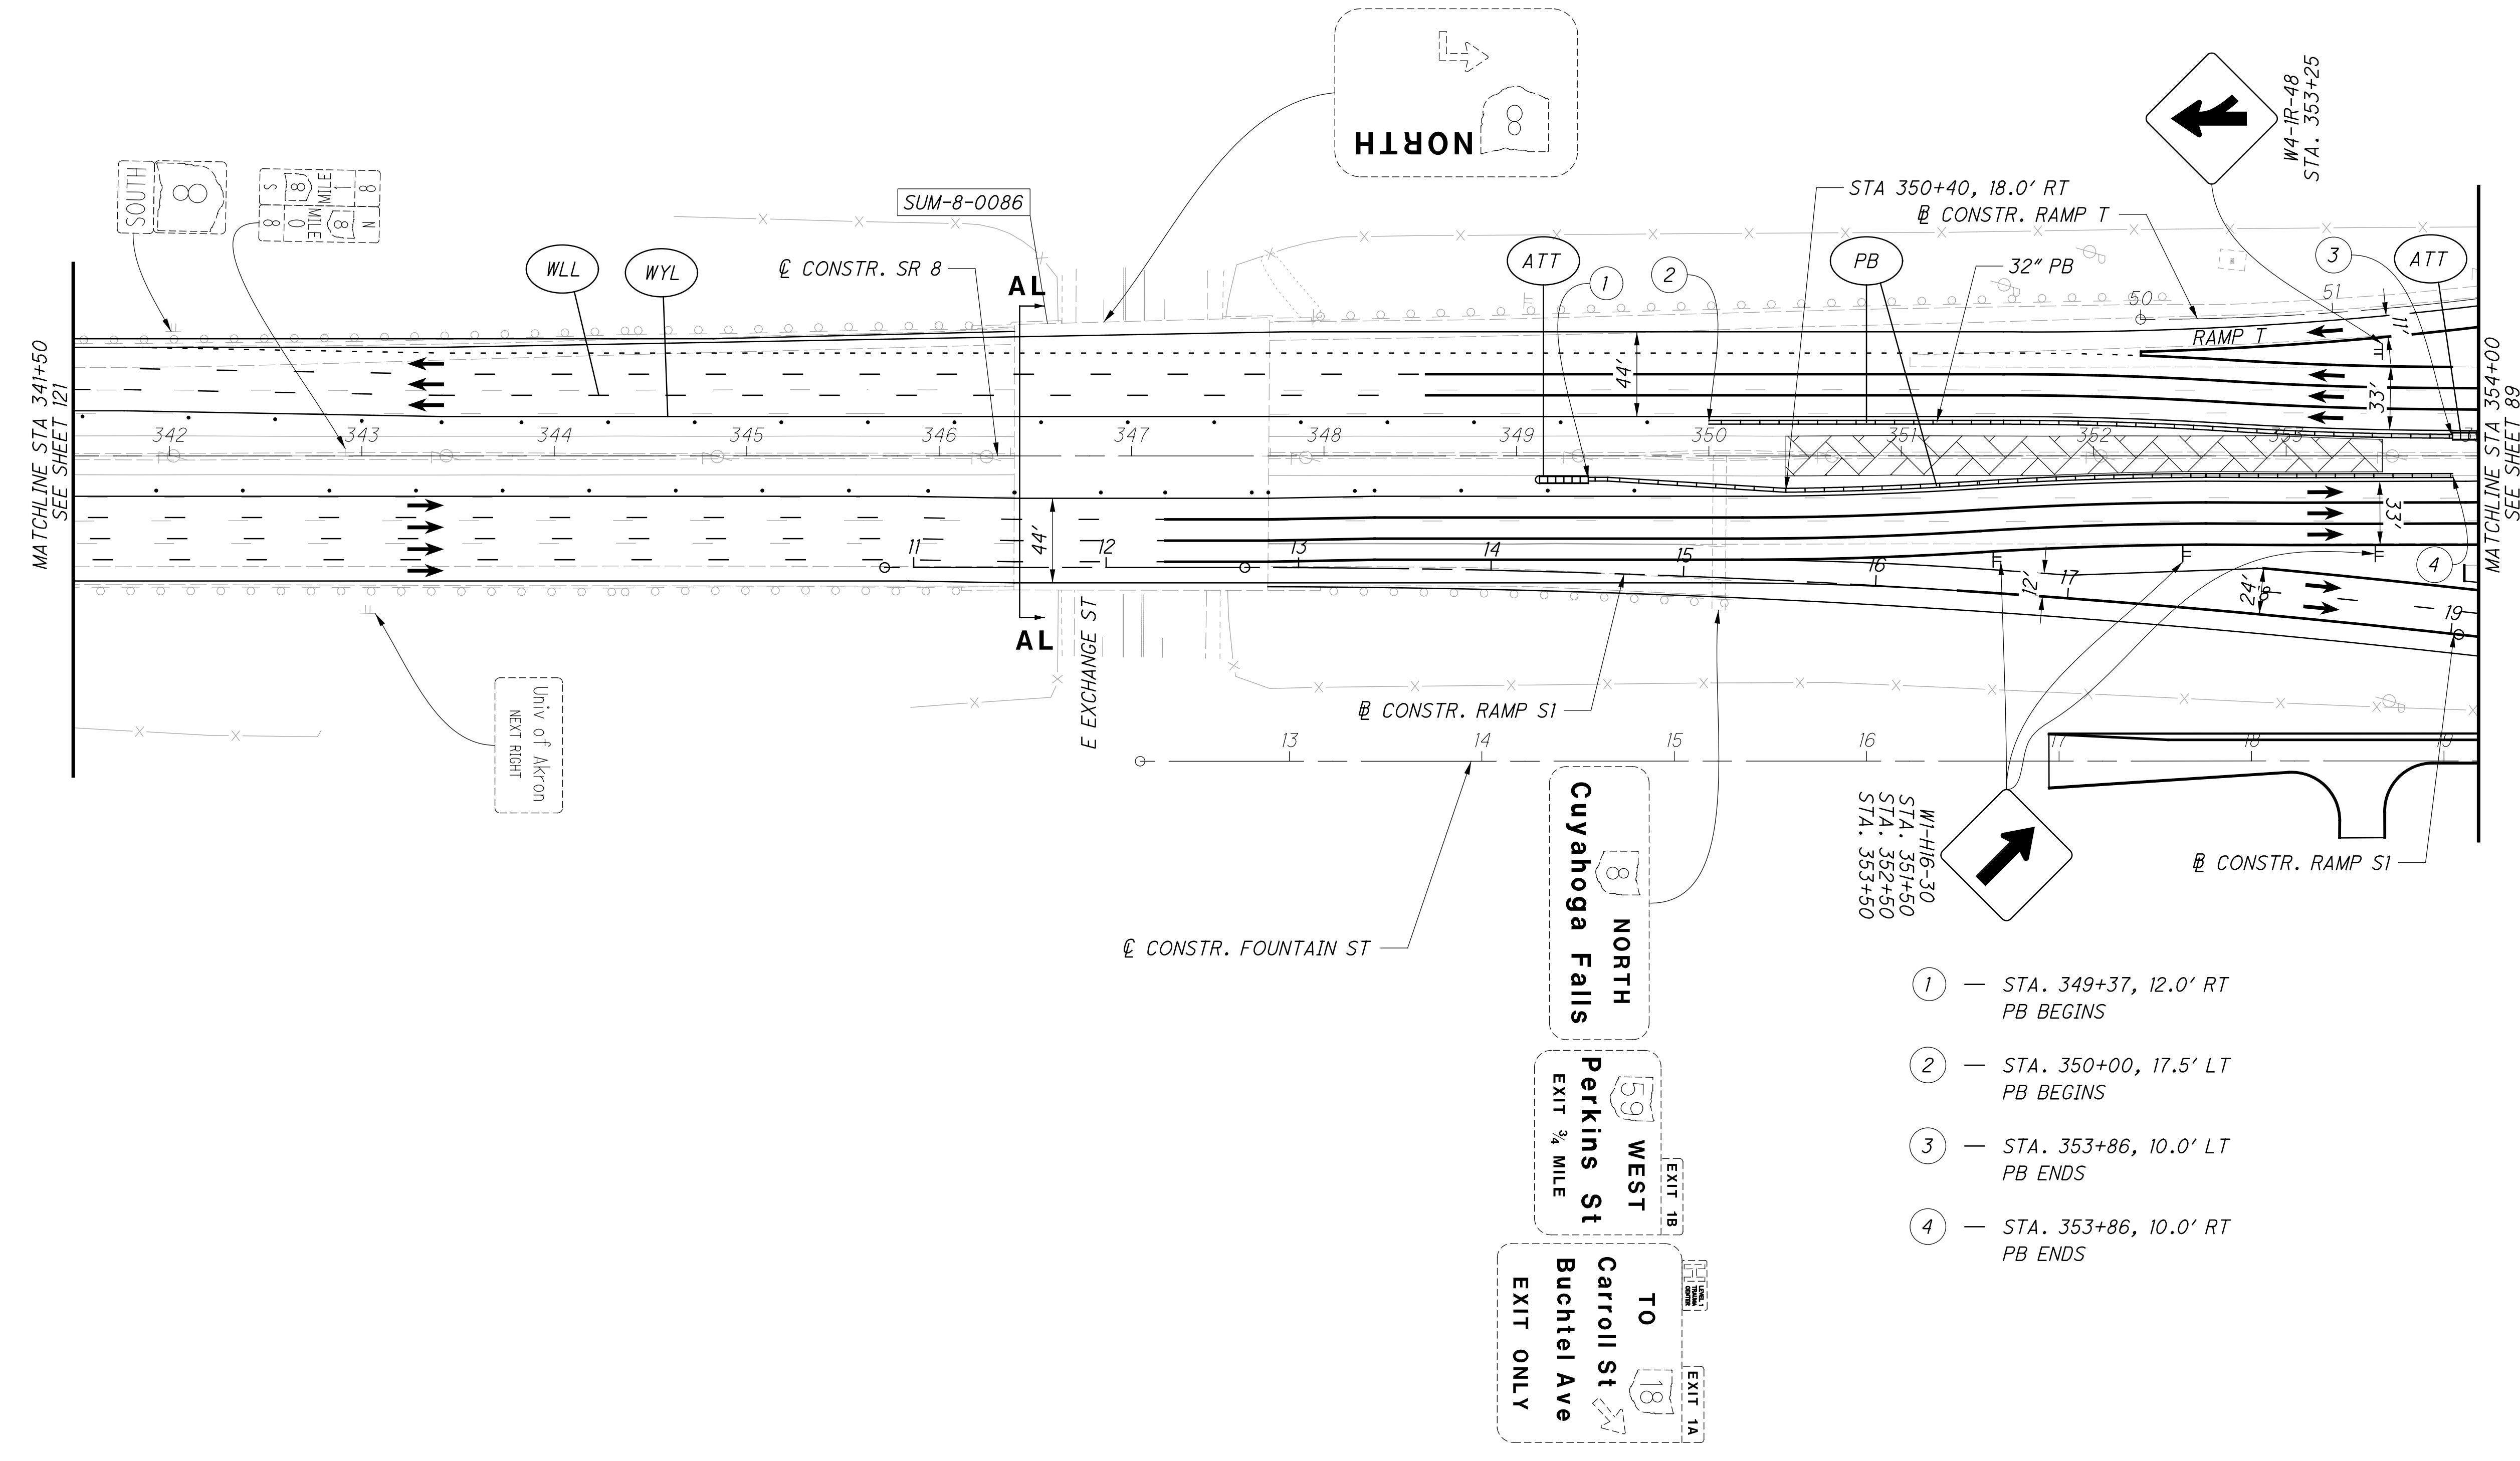 8
NORTH
W4-1R-48
STA. 353+25
SOUTH
8
S 8 MILE 1 8
8 0 MILE 8 N
SUM-8-0086
STA 350+40, 18.0' RT
℄ CONSTR. SR 8
WLL
WYL
AL
ATT
1
2
PB
32" PB
B̲L̲ CONSTR. RAMP T
3
ATT
50
51
11'
RAMP T
MATCHLINE STA 341+50
SEE SHEET 121
44'
33'
MATCHLINE STA 354+00
SEE SHEET 89
342
343
344
345
346
347
348
349
350
351
352
353
44'
33'
11
12
13
14
15
16
17
12'
24'
19
4
AL
E EXCHANGE ST
Univ of Akron
NEXT RIGHT
BL CONSTR. RAMP S1
13
14
15
16
17
18
19
W1-H16-30
STA. 351+50
STA. 352+50
STA. 353+50
BL CONSTR. RAMP S1
℄ CONSTR. FOUNTAIN ST
8 NORTH
Cuyahoga Falls
EXIT 1B
59 WEST
Perkins St
EXIT ¾ MILE
LEVEL 1
TRAUMA
CENTER
EXIT 1A
TO 18
Carroll St
Buchtel Ave
EXIT ONLY
1 — STA. 349+37, 12.0' RT
PB BEGINS
2 — STA. 350+00, 17.5' LT
PB BEGINS
3 — STA. 353+86, 10.0' LT
PB ENDS
4 — STA. 353+86, 10.0' RT
PB ENDS